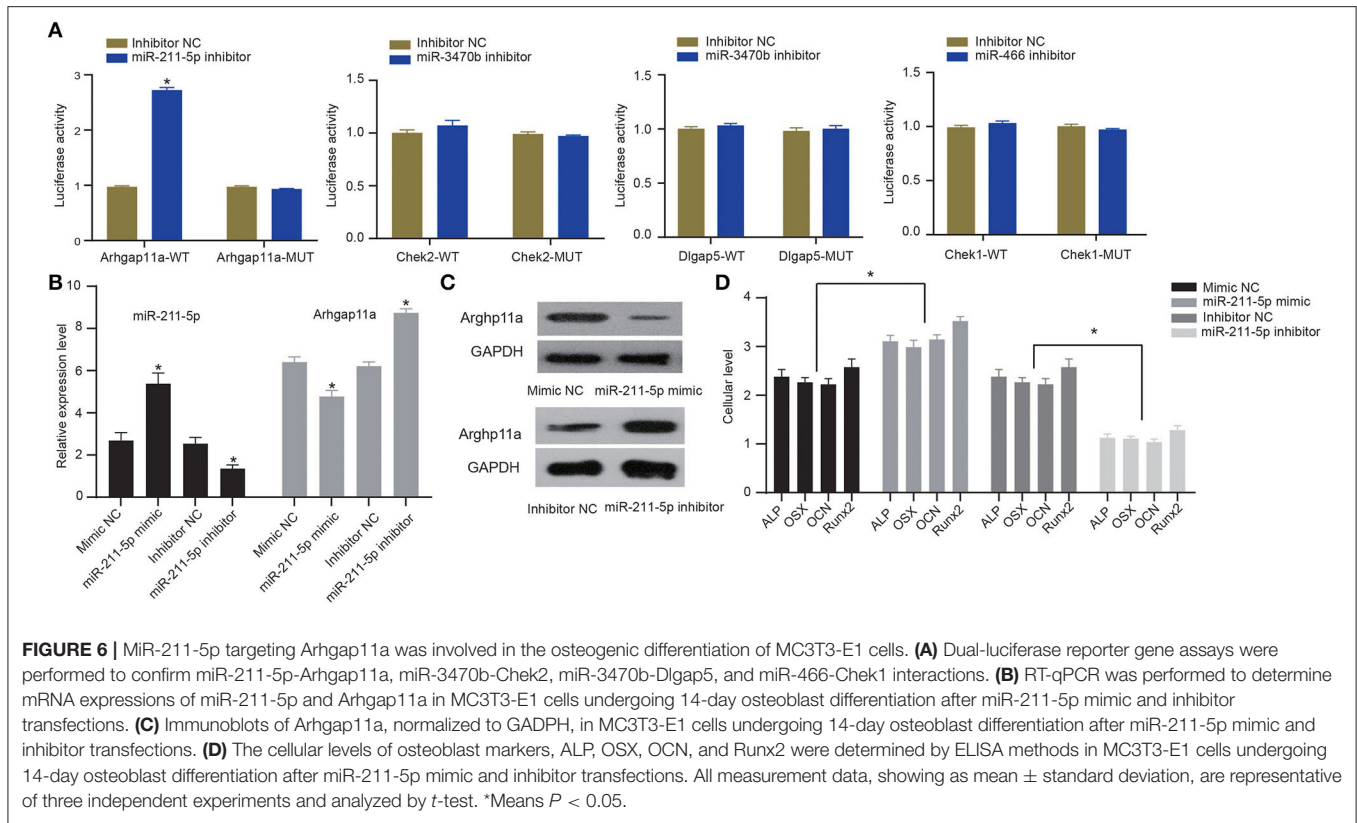 A
Inhibitor NC
miR-211-5p inhibitor
Luciferase activity
3
2
1
0
*
Arhgap11a-WT
Arhgap11a-MUT
Inhibitor NC
miR-3470b inhibitor
Luciferase activity
1.5
1.0
0.5
0.0
Chek2-WT
Chek2-MUT
Inhibitor NC
miR-3470b inhibitor
Luciferase activity
1.5
1.0
0.5
0.0
Dlgap5-WT
Dlgap5-MUT
Inhibitor NC
miR-466 inhibitor
Luciferase activity
1.5
1.0
0.5
0.0
Chek1-WT
Chek1-MUT
B
Relative expression level
10
8
6
4
2
0
miR-211-5p
Arhgap11a
*
*
*
*
Mimic NC
miR-211-5p mimic
Inhibitor NC
miR-211-5p inhibitor
Mimic NC
miR-211-5p mimic
Inhibitor NC
miR-211-5p inhibitor
C
Arghp11a
GAPDH
Mimic NC miR-211-5p mimic
Arghp11a
GAPDH
Inhibitor NC miR-211-5p inhibitor
D
Mimic NC
miR-211-5p mimic
Inhibitor NC
miR-211-5p inhibitor
Cellular level
4
3
2
1
0
*
*
ALP
OSX
OCN
Runx2
ALP
OSX
OCN
Runx2
ALP
OSX
OCN
Runx2
ALP
OSX
OCN
Runx2
FIGURE 6 | MiR-211-5p targeting Arhgap11a was involved in the osteogenic differentiation of MC3T3-E1 cells. (A) Dual-luciferase reporter gene assays were
performed to confirm miR-211-5p-Arhgap11a, miR-3470b-Chek2, miR-3470b-Dlgap5, and miR-466-Chek1 interactions. (B) RT-qPCR was performed to determine
mRNA expressions of miR-211-5p and Arhgap11a in MC3T3-E1 cells undergoing 14-day osteoblast differentiation after miR-211-5p mimic and inhibitor
transfections. (C) Immunoblots of Arhgap11a, normalized to GADPH, in MC3T3-E1 cells undergoing 14-day osteoblast differentiation after miR-211-5p mimic and
inhibitor transfections. (D) The cellular levels of osteoblast markers, ALP, OSX, OCN, and Runx2 were determined by ELISA methods in MC3T3-E1 cells undergoing
14-day osteoblast differentiation after miR-211-5p mimic and inhibitor transfections. All measurement data, showing as mean ± standard deviation, are representative
of three independent experiments and analyzed by t-test. *Means P < 0.05.